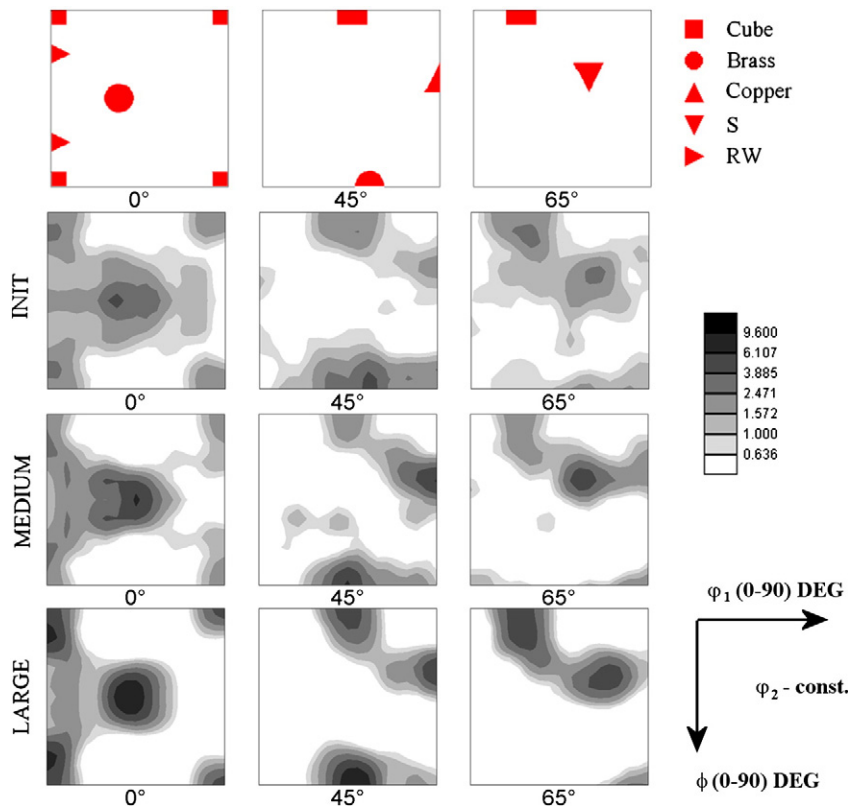 Cube
Brass
Copper
S
RW
0° 45° 65°
INIT
0° 45° 65°
9.600
6.107
3.885
2.471
1.572
1.000
0.636
MEDIUM
0° 45° 65°
φ1 (0-90) DEG
φ2 - const.
ϕ (0-90) DEG
LARGE
0° 45° 65°